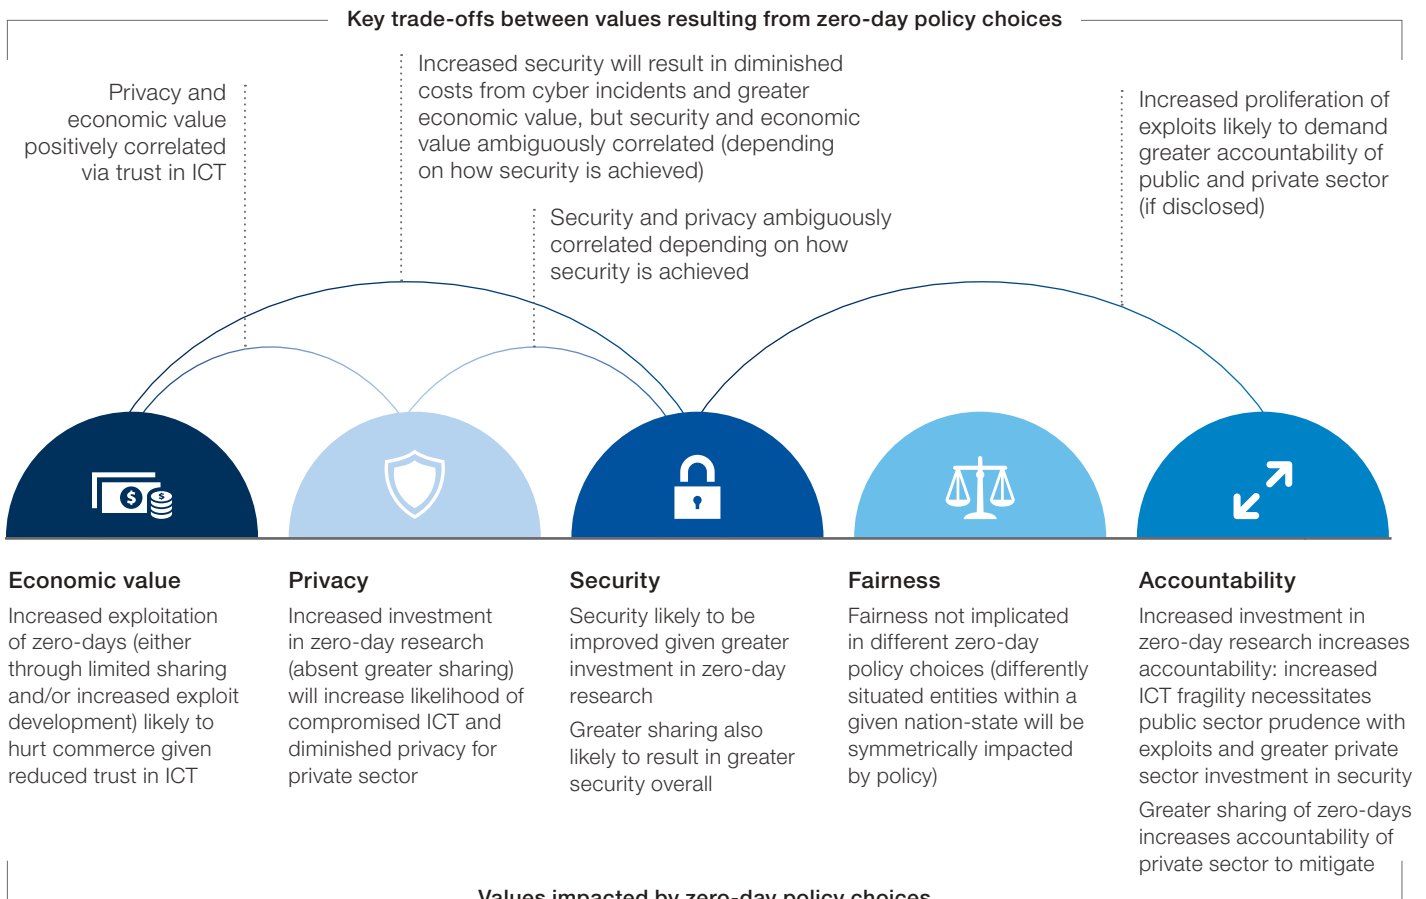 Key trade-offs between values resulting from zero-day policy choices
Privacy and
economic value
positively correlated
via trust in ICT
Increased security will result in diminished
costs from cyber incidents and greater
economic value, but security and economic
value ambiguously correlated (depending
on how security is achieved)
Security and privacy ambiguously
correlated depending on how
security is achieved
Increased proliferation of
exploits likely to demand
greater accountability of
public and private sector
(if disclosed)
$
$
Economic value
Increased exploitation
of zero-days (either
through limited sharing
and/or increased exploit
development) likely to
hurt commerce given
reduced trust in ICT
Privacy
Increased investment
in zero-day research
(absent greater sharing)
will increase likelihood of
compromised ICT and
diminished privacy for
private sector
Security
Security likely to be
improved given greater
investment in zero-day
research
Greater sharing also
likely to result in greater
security overall
Fairness
Fairness not implicated
in different zero-day
policy choices (differently
situated entities within a
given nation-state will be
symmetrically impacted
by policy)
Accountability
Increased investment in
zero-day research increases
accountability: increased
ICT fragility necessitates
public sector prudence with
exploits and greater private
sector investment in security
Greater sharing of zero-days
increases accountability of
private sector to mitigate
Values impacted by zero-day policy choices